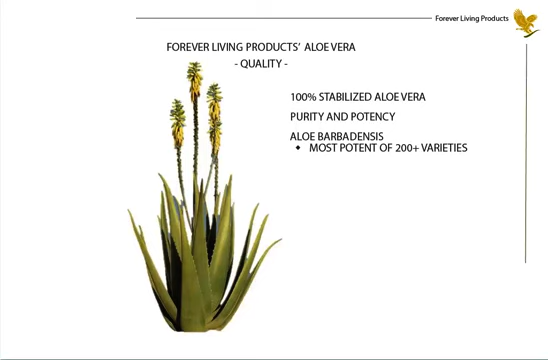 Forever Living Products
FOREVER LIVING PRODUCTS' ALOE VERA
- QUALITY -
100% STABILIZED ALOE VERA
PURITY AND POTENCY
ALOE BARBADENSIS
◆ MOST POTENT OF 200+ VARIETIES